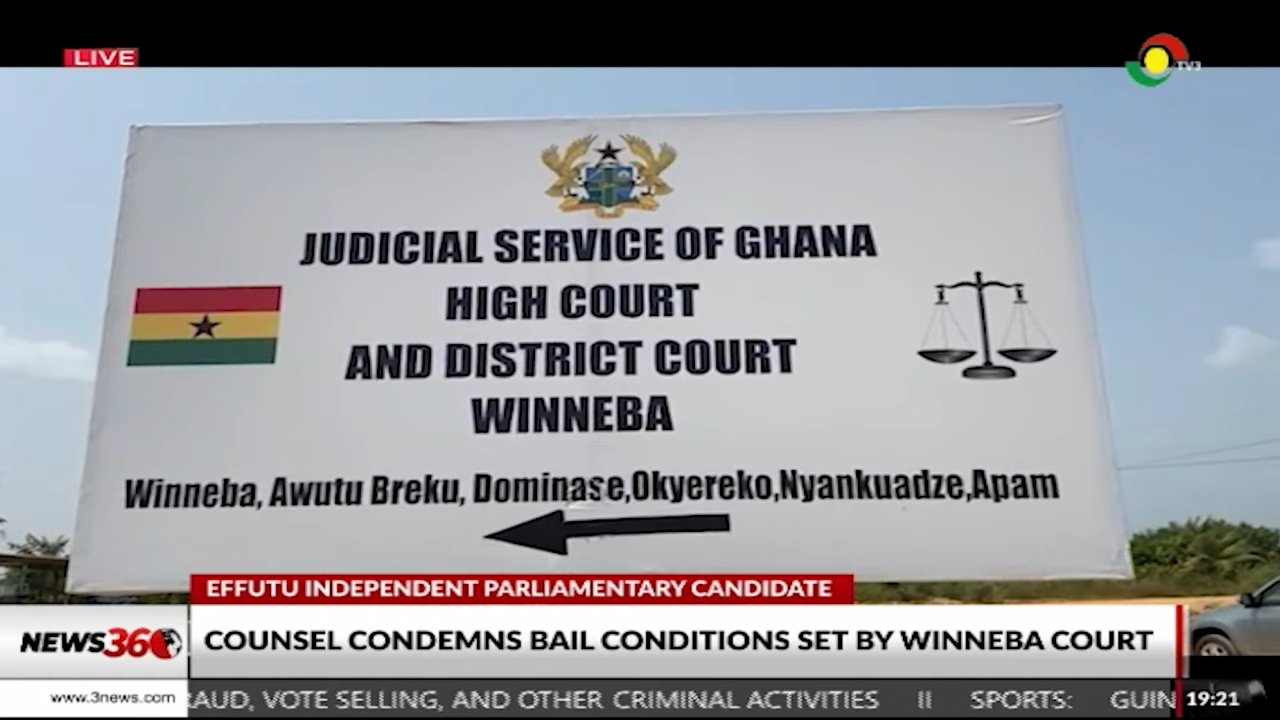 LIVE
TV3
JUDICIAL SERVICE OF GHANA
HIGH COURT
AND DISTRICT COURT
WINNEBA
Winneba, Awutu Breku, Dominase,Okyereko,Nyankuadze,Apam
EFFUTU INDEPENDENT PARLIAMENTARY CANDIDATE
NEWS360
COUNSEL CONDEMNS BAIL CONDITIONS SET BY WINNEBA COURT
www.3news.com
RAUD, VOTE SELLING, AND OTHER CRIMINAL ACTIVITIES II SPORTS: GUIN
19:21